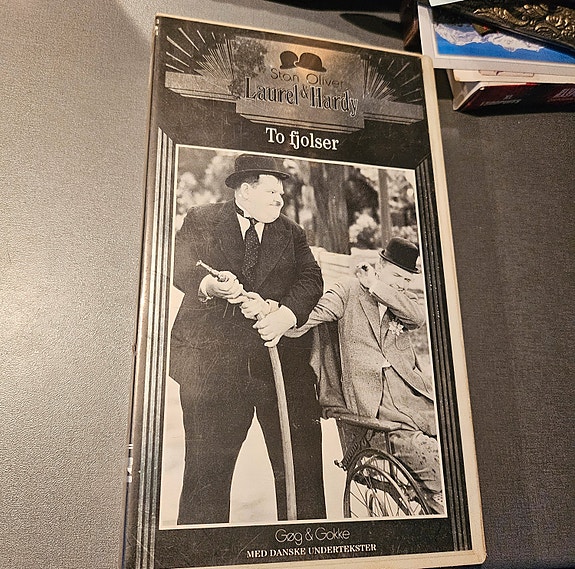 Stan Oliver
Laurel & Hardy
To fjolser
Gøg & Gokke
MED DANSKE UNDERTEKSTER